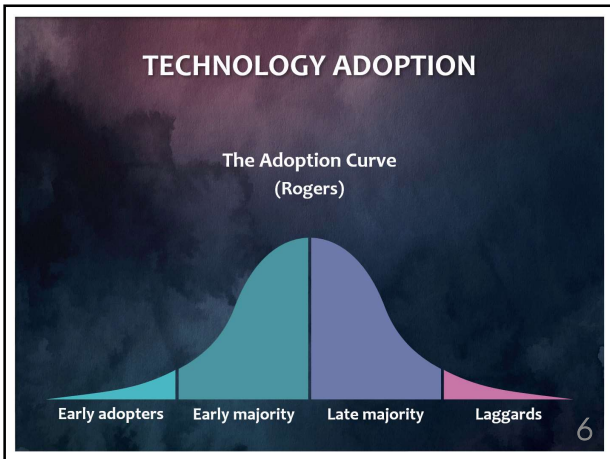 TECHNOLOGY ADOPTION
The Adoption Curve
(Rogers)
Early adopters Early majority Late majority Laggards
6